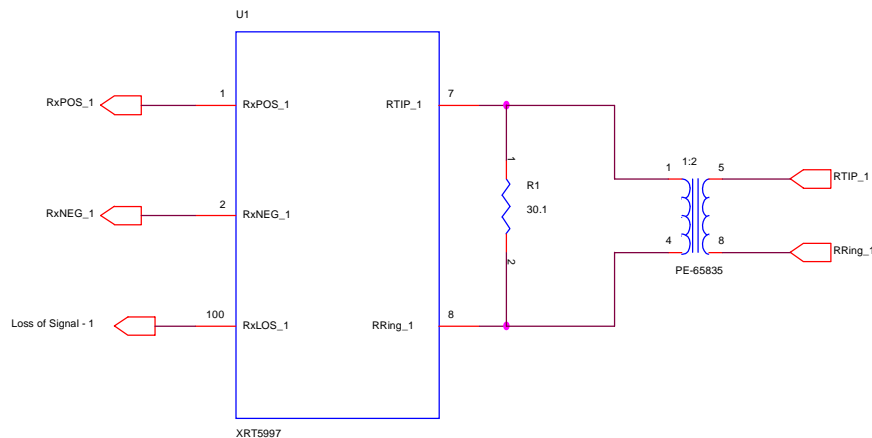 U1
RxPOS_1
1
RxPOS_1
RTIP_1
7
1
R1
30.1
2
1
1:2
5
RTIP_1
RxNEG_1
2
RxNEG_1
4
8
RRing_1
PE-65835
Loss of Signal - 1
100
RxLOS_1
RRing_1
8
XRT5997